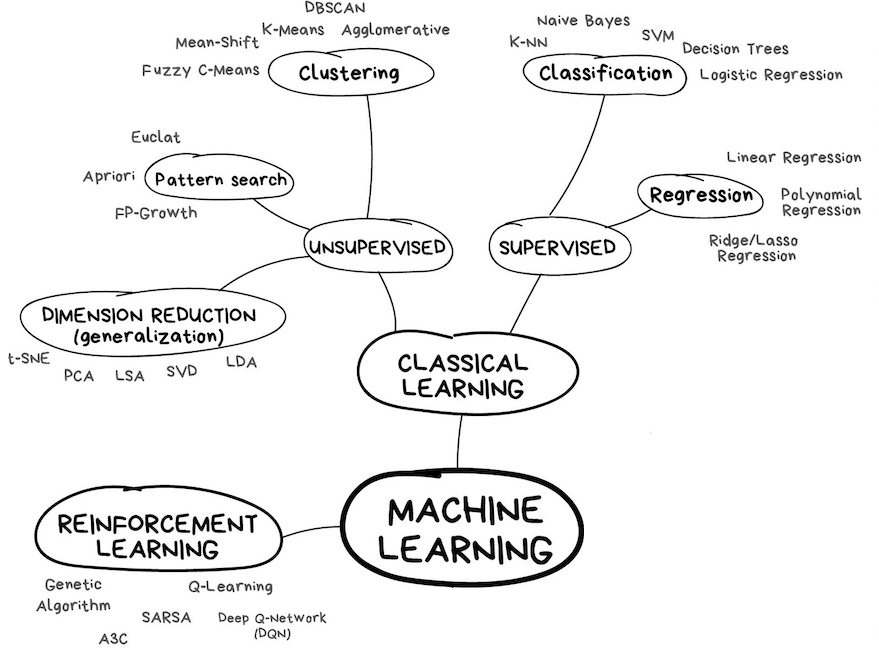 DBSCAN
K-Means
Agglomerative
Mean-Shift
Fuzzy C-Means
Clustering
Naive Bayes
K-NN
SVM
Decision Trees
Classification
Logistic Regression
Euclat
Apriori
Pattern search
FP-Growth
Linear Regression
Regression
Polynomial
Regression
Ridge/Lasso
Regression
UNSUPERVISED
SUPERVISED
DIMENSION REDUCTION
(generalization)
t-SNE
PCA
LSA
SVD
LDA
CLASSICAL
LEARNING
MACHINE
LEARNING
REINFORCEMENT
LEARNING
Genetic
Algorithm
Q-Learning
SARSA
Deep Q-Network
(DQN)
A3C